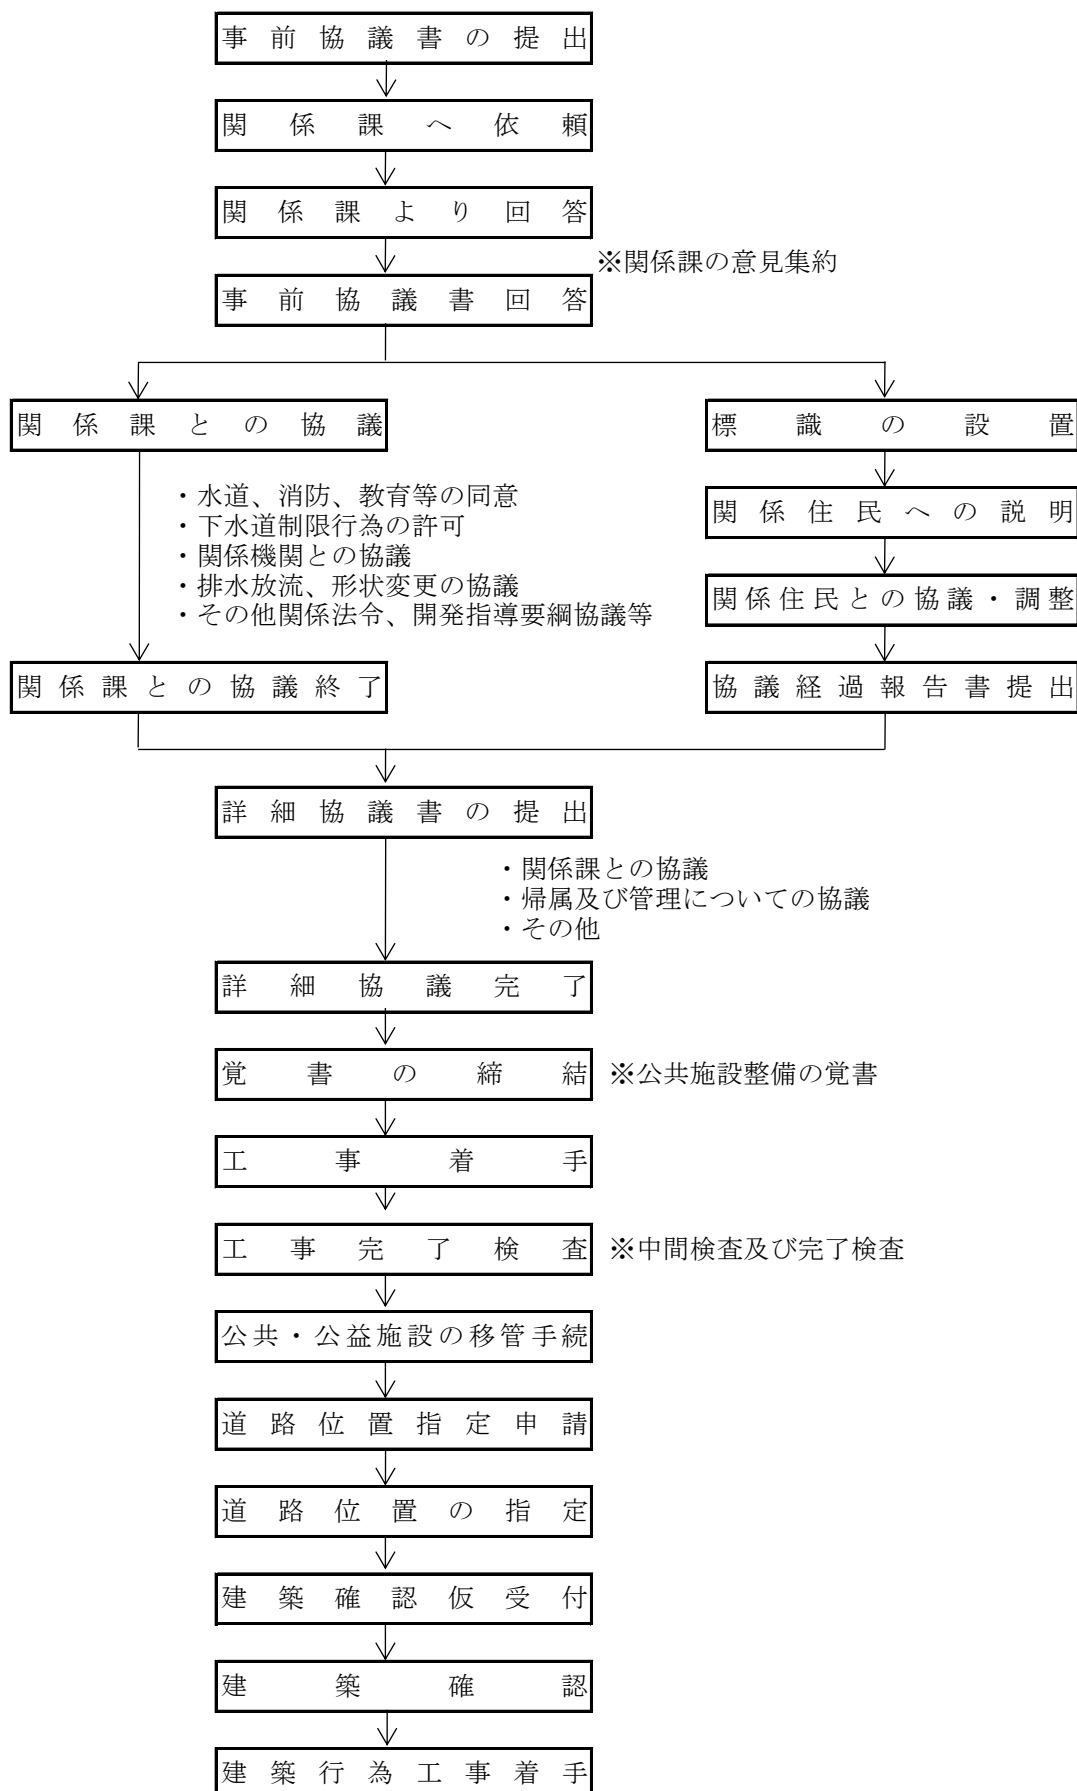 事前協議書の提出
関係課へ依頼
関係課より回答
※関係課の意見集約
事前協議書回答
関係課との協議
標識の設置
・水道、消防、教育等の同意
・下水道制限行為の許可
・関係機関との協議
・排水放流、形状変更の協議
・その他関係法令、開発指導要綱協議等
関係住民への説明
関係住民との協議・調整
関係課との協議終了
協議経過報告書提出
詳細協議書の提出
・関係課との協議
・帰属及び管理についての協議
・その他
詳細協議完了
覚書の締結
※公共施設整備の覚書
工事着手
工事完了検査
※中間検査及び完了検査
公共・公益施設の移管手続
道路位置指定申請
道路位置の指定
建築確認仮受付
建築確認
建築行為工事着手